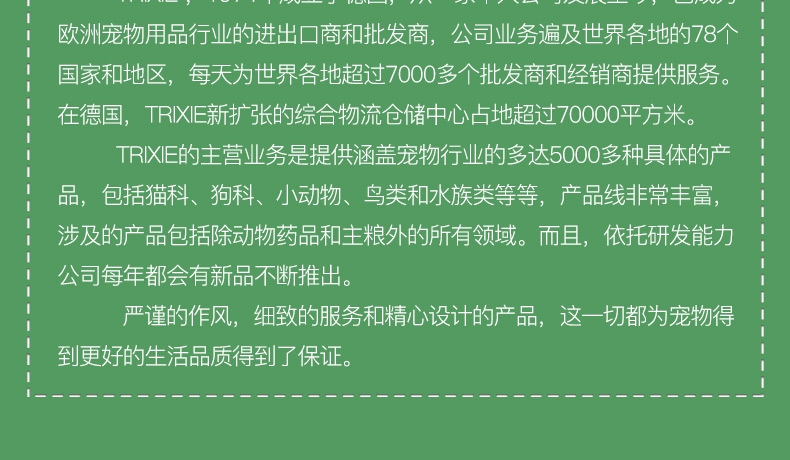 欧洲宠物用品行业的进出口商和批发商，公司业务遍及世界各地的78个
国家和地区，每天为世界各地超过7000多个批发商和经销商提供服务。
在德国，TRIXIE新扩张的综合物流仓储中心占地超过70000平方米。
TRIXIE的主营业务是提供涵盖宠物行业的多达5000多种具体的产
品，包括猫科、狗科、小动物、鸟类和水族类等等，产品线非常丰富，
涉及的产品包括除动物药品和主粮外的所有领域。而且，依托研发能力
公司每年都会有新品不断推出。
严谨的作风，细致的服务和精心设计的产品，这一切都为宠物得
到更好的生活品质得到了保证。